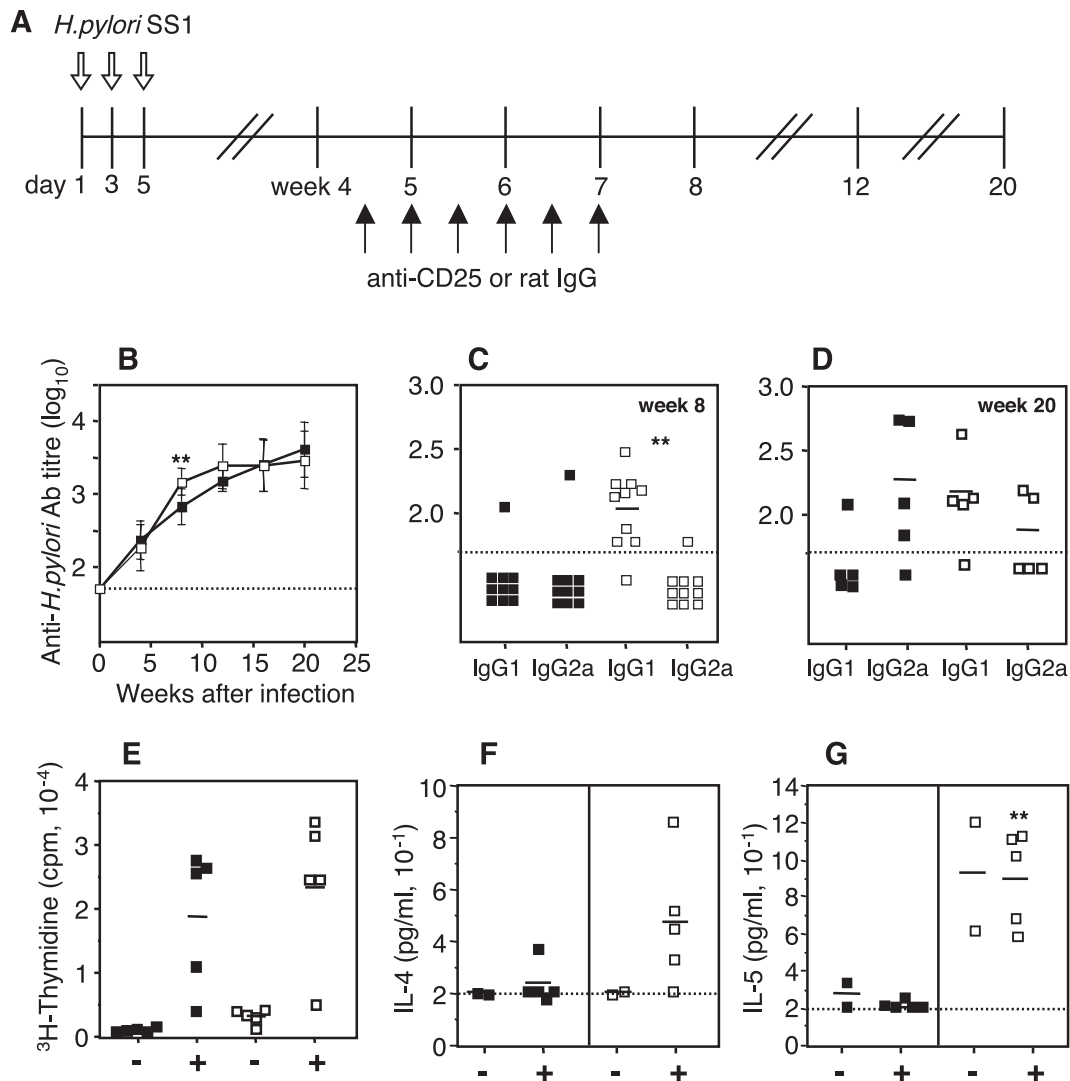 A
H.pylori SS1
day 1 3 5 week 4 5 6 7 8 12 20
anti-CD25 or rat IgG
B
Anti-H.pylori Ab titre (log10)
4
3
2
**
0 5 10 15 20 25
Weeks after infection
C
3.0
2.5
2.0
week 8
**
IgG1 IgG2a IgG1 IgG2a
D
3.0
2.5
2.0
week 20
IgG1 IgG2a IgG1 IgG2a
E
³H-Thymidine (cpm, 10⁻⁴)
4
3
2
1
0
- + - +
F
IL-4 (pg/ml, 10⁻¹)
10
8
6
4
2
0
- + - +
G
IL-5 (pg/ml, 10⁻¹)
14
12
10
8
6
4
2
0
**
- + - +